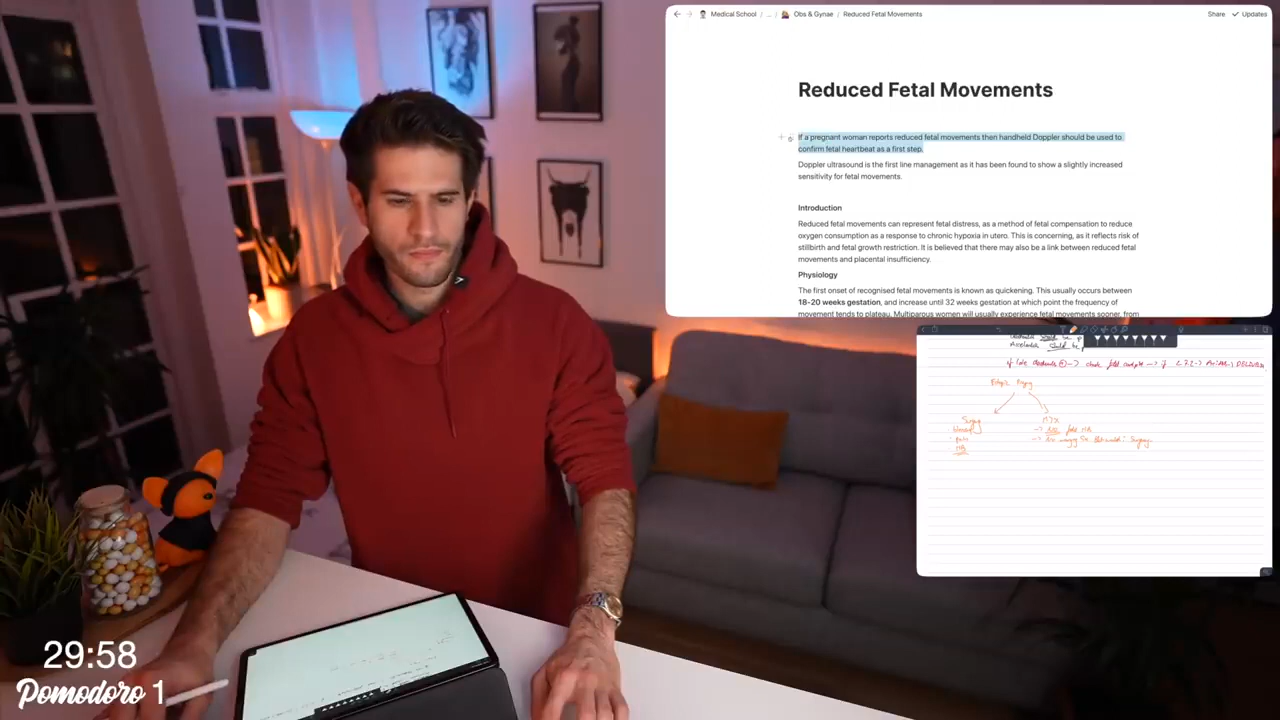 Medical School / ... / Obs & Gynae / Reduced Fetal Movements
Share
Updates
Reduced Fetal Movements
If a pregnant woman reports reduced fetal movements then handheld Doppler should be used to
confirm fetal heartbeat as a first step.
Doppler ultrasound is the first line management as it has been found to show a slightly increased
sensitivity for fetal movements.
Introduction
Reduced fetal movements can represent fetal distress, as a method of fetal compensation to reduce
oxygen consumption as a response to chronic hypoxia in utero. This is concerning, as it reflects risk of
stillbirth and fetal growth restriction. It is believed that there may also be a link between reduced fetal
movements and placental insufficiency.
Physiology
The first onset of recognised fetal movements is known as quickening. This usually occurs between
18-20 weeks gestation, and increase until 32 weeks gestation at which point the frequency of
movement tends to plateau. Multiparous women will usually experience fetal movements sooner, from
should be
Surgery
29:58
Pomodoro 1